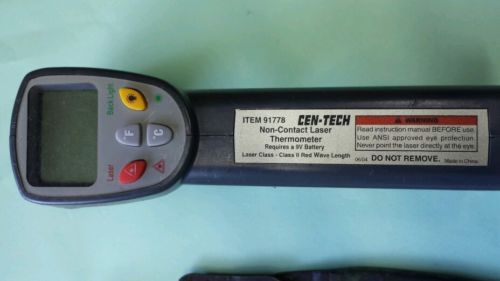 Back Light
°F
°C
Laser
ITEM 91778 CEN-TECH
Non-Contact Laser
Thermometer
Requires a 9V Battery
Laser Class - Class II Red Wave Length
WARNING
Read instruction manual BEFORE use.
Use ANSI approved eye protection.
Never point the laser directly at the eye.
06/04 DO NOT REMOVE. Made in China